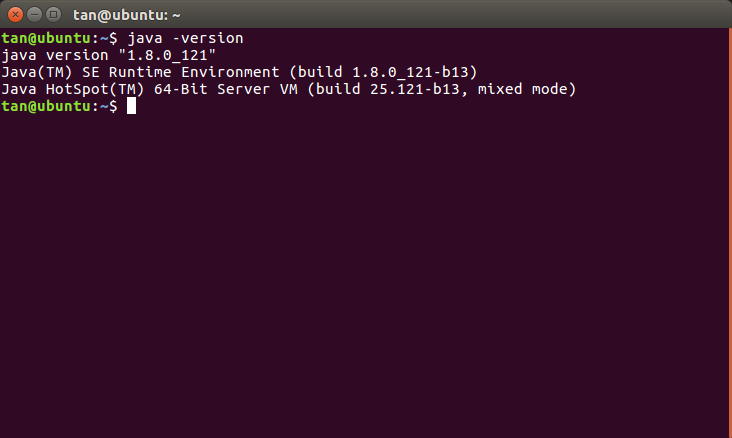 tan@ubuntu: ~
tan@ubuntu:~$ java -version
java version "1.8.0_121"
Java(TM) SE Runtime Environment (build 1.8.0_121-b13)
Java HotSpot(TM) 64-Bit Server VM (build 25.121-b13, mixed mode)
tan@ubuntu:~$